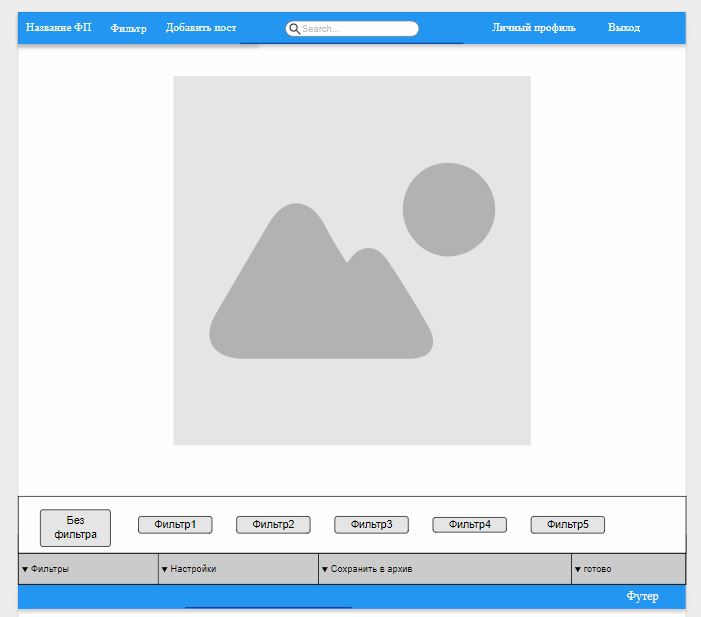 Название ФП Фильтр Добавить пост Search... Личный профиль Выход
Без
фильтра
Фильтр1 Фильтр2 Фильтр3 Фильтр4 Фильтр5
▼ Фильтры ▼ Настройки ▼ Сохранить в архив ▼ готово
Футер